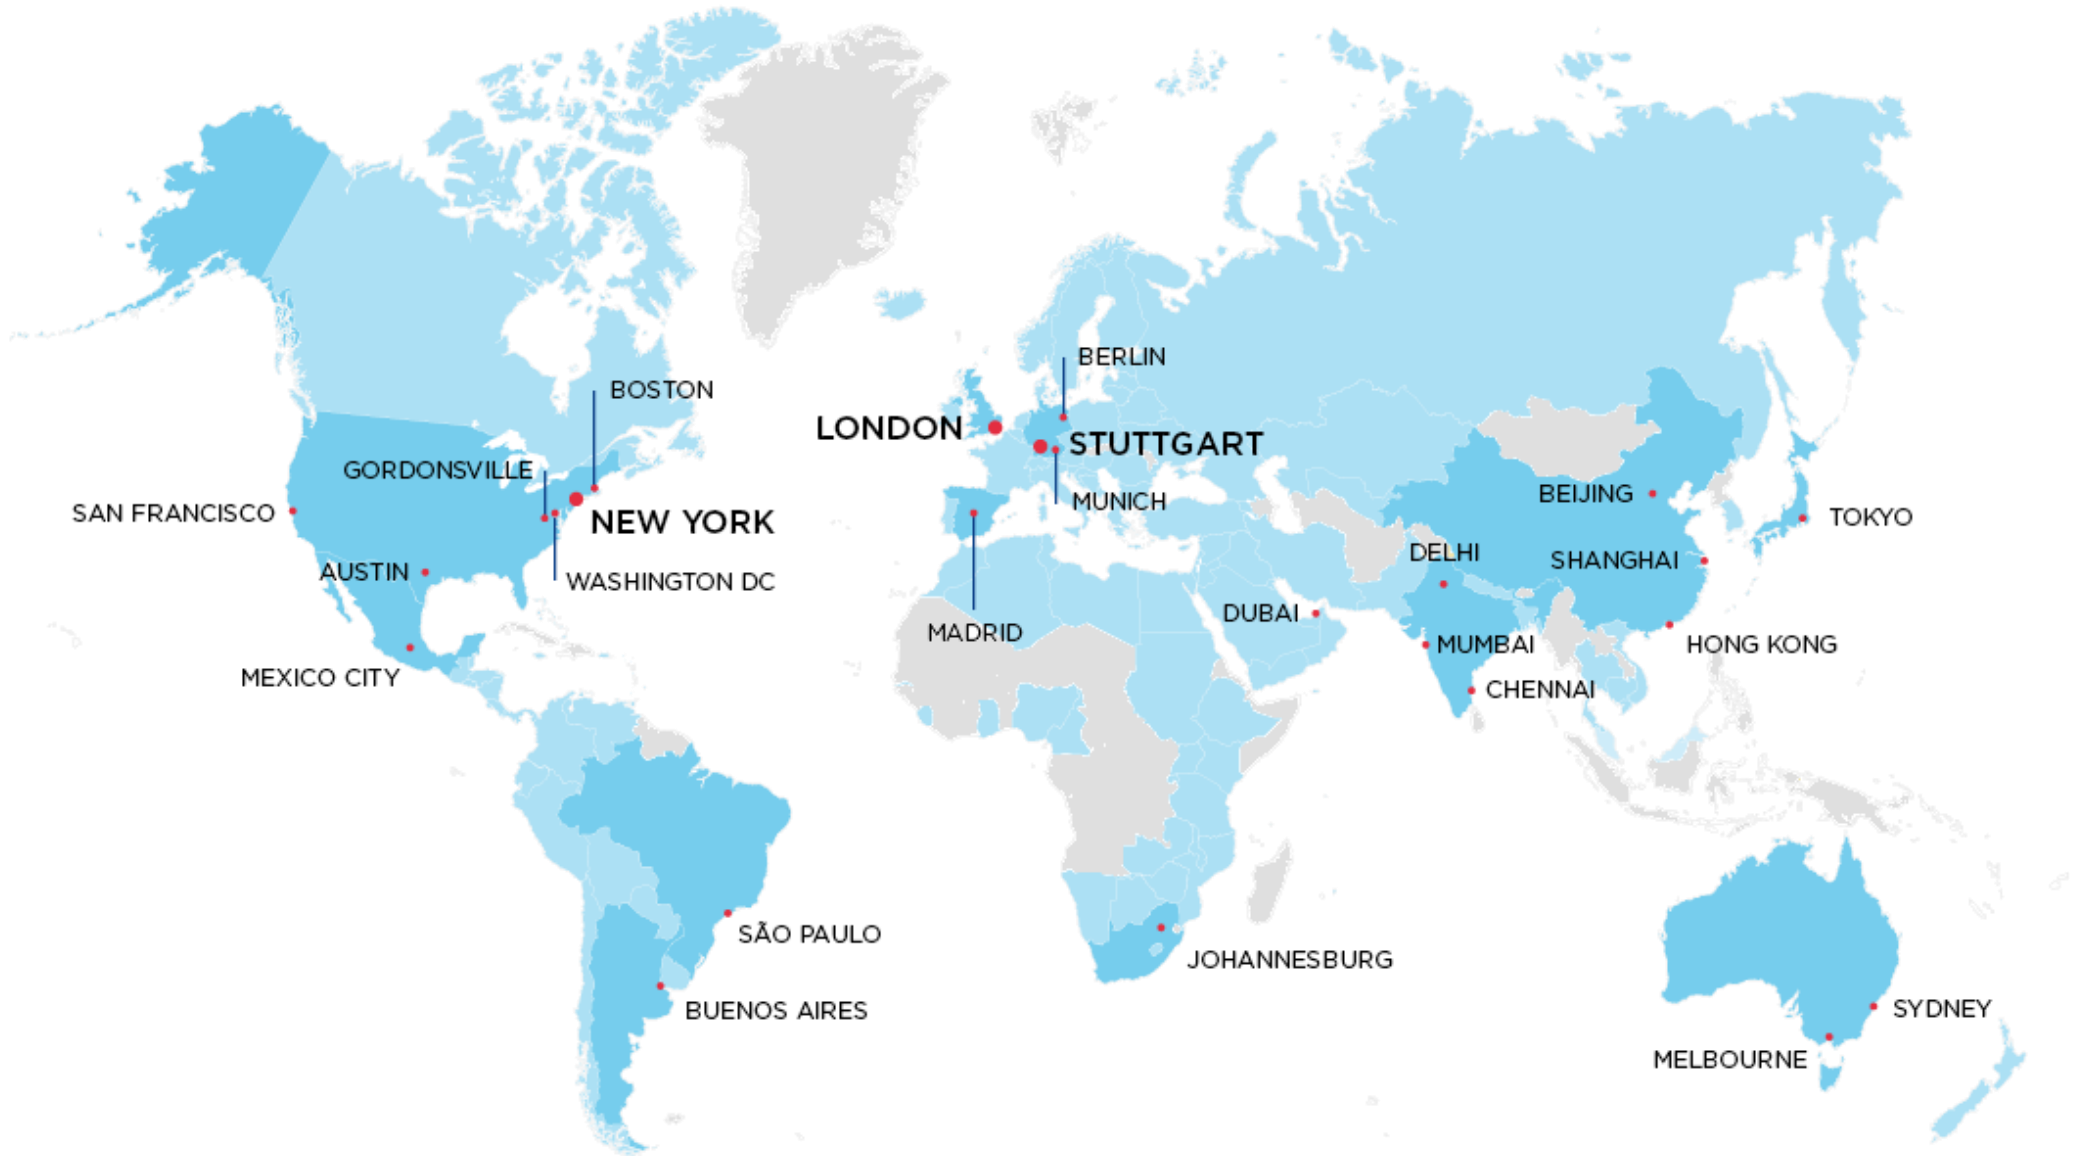 BERLIN
BOSTON
LONDON
STUTTGART
GORDONSVILLE
BEIJING
MUNICH
SAN FRANCISCO
NEW YORK
TOKYO
DELHI
SHANGHAI
AUSTIN
WASHINGTON DC
DUBAI
MADRID
MUMBAI
HONG KONG
MEXICO CITY
CHENNAI
SÃO PAULO
JOHANNESBURG
BUENOS AIRES
SYDNEY
MELBOURNE